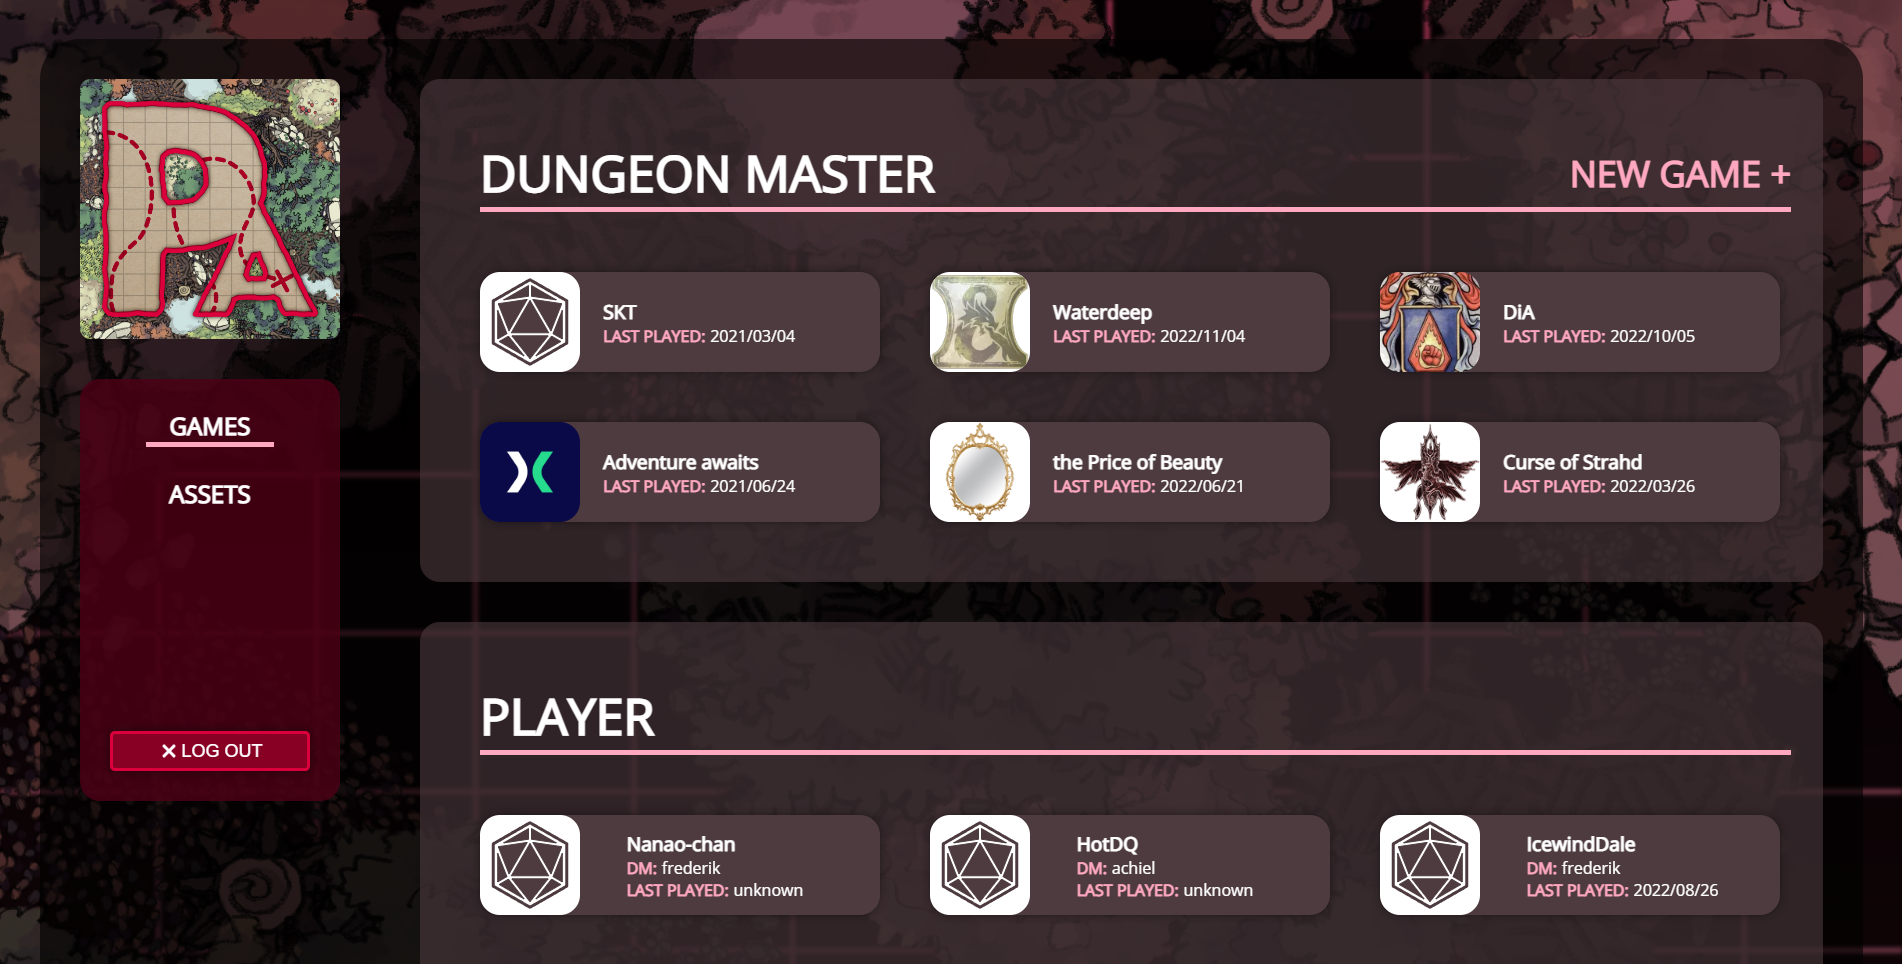 PA
GAMES
ASSETS
✕ LOG OUT
DUNGEON MASTER
NEW GAME +
SKT
LAST PLAYED: 2021/03/04
Waterdeep
LAST PLAYED: 2022/11/04
DiA
LAST PLAYED: 2022/10/05
Adventure awaits
LAST PLAYED: 2021/06/24
the Price of Beauty
LAST PLAYED: 2022/06/21
Curse of Strahd
LAST PLAYED: 2022/03/26
PLAYER
Nanao-chan
DM: frederik
LAST PLAYED: unknown
HotDQ
DM: achiel
LAST PLAYED: unknown
IcewindDale
DM: frederik
LAST PLAYED: 2022/08/26